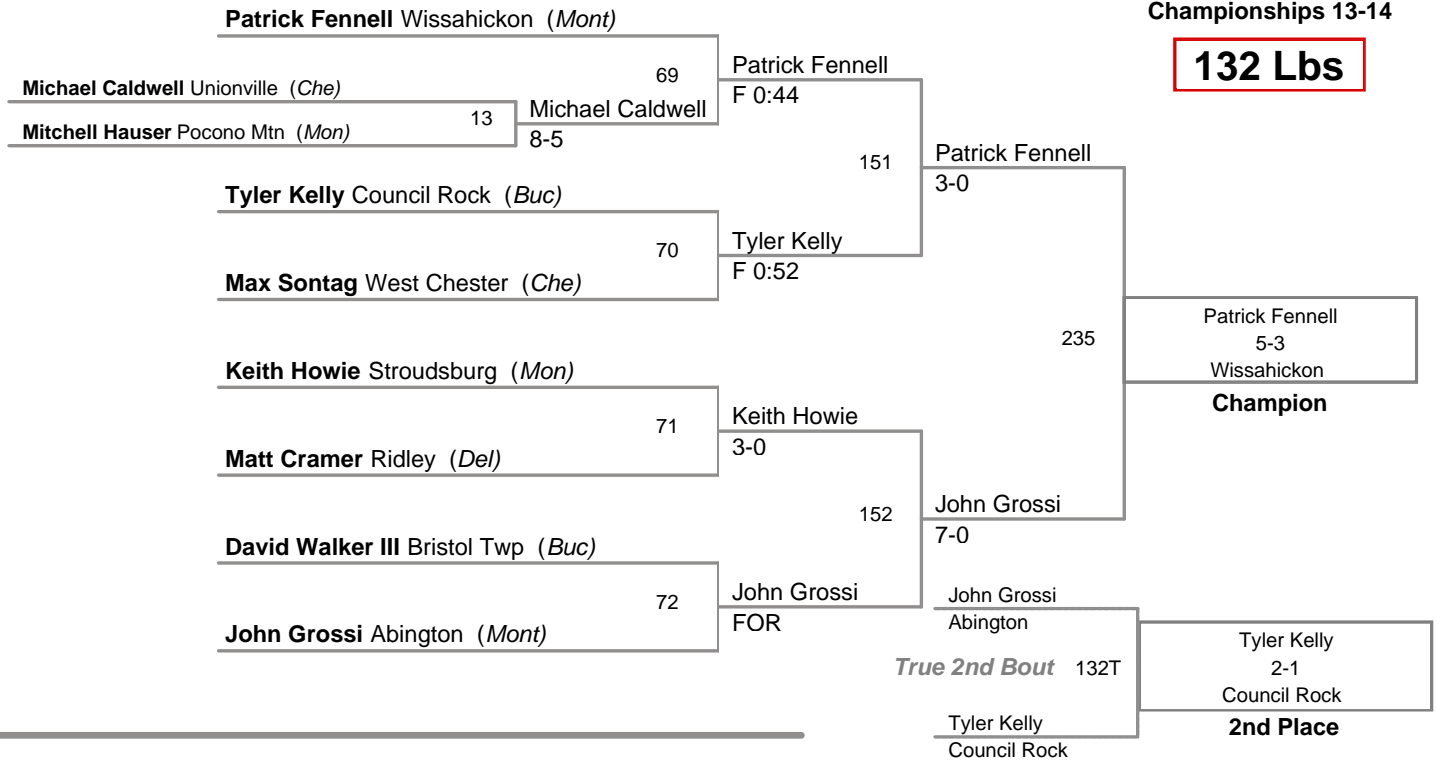 Championships 13-14
132 Lbs
Patrick Fennell Wissahickon (Mont)
69
Patrick Fennell
F 0:44
Michael Caldwell Unionville (Che)
13
Michael Caldwell
8-5
Mitchell Hauser Pocono Mtn (Mon)
151
Patrick Fennell
3-0
Tyler Kelly Council Rock (Buc)
70
Tyler Kelly
F 0:52
Max Sontag West Chester (Che)
235
Patrick Fennell
5-3
Wissahickon
Champion
Keith Howie Stroudsburg (Mon)
71
Keith Howie
3-0
Matt Cramer Ridley (Del)
152
John Grossi
7-0
David Walker III Bristol Twp (Buc)
72
John Grossi
FOR
John Grossi Abington (Mont)
John Grossi
Abington
True 2nd Bout 132T
Tyler Kelly
2-1
Council Rock
2nd Place
Tyler Kelly
Council Rock